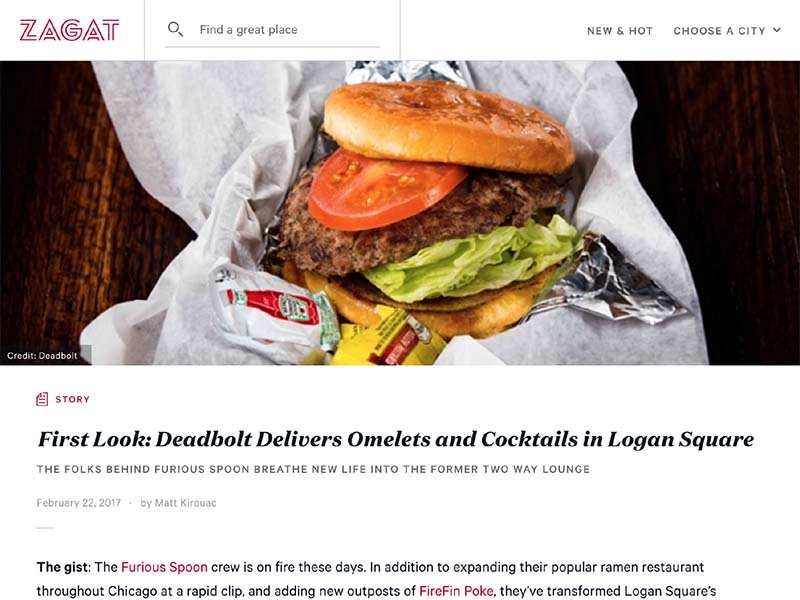 ZAGAT
Find a great place
NEW & HOT
CHOOSE A CITY
Credit: Deadbolt
STORY
First Look: Deadbolt Delivers Omelets and Cocktails in Logan Square
THE FOLKS BEHIND FURIOUS SPOON BREATHE NEW LIFE INTO THE FORMER TWO WAY LOUNGE
February 22, 2017 · by Matt Kirouac
The gist: The Furious Spoon crew is on fire these days. In addition to expanding their popular ramen restaurant
throughout Chicago at a rapid clip, and adding new outposts of FireFin Poke, they’ve transformed Logan Square’s